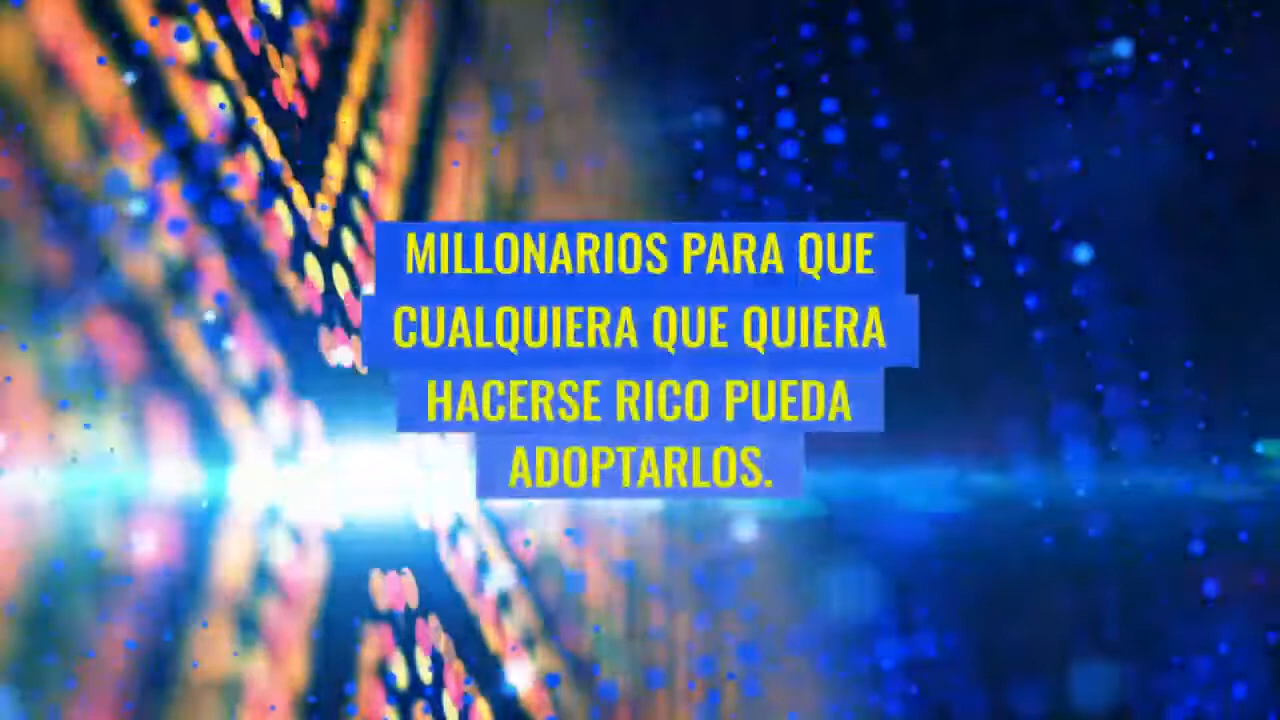 MILLONARIOS PARA QUE
CUALQUIERA QUE QUIERA
HACERSE RICO PUEDA
ADOPTARLOS.